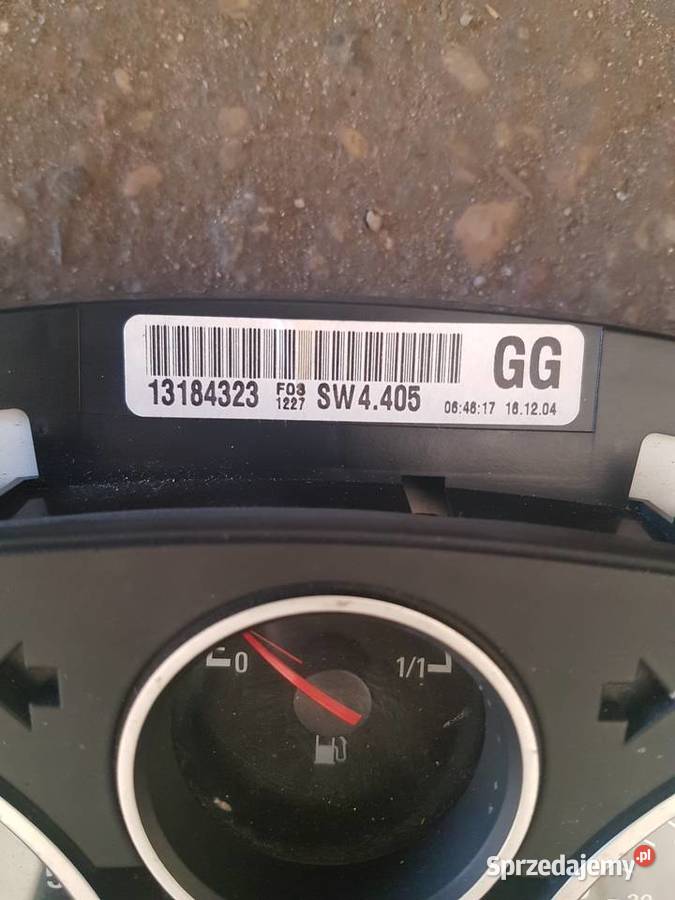 GG
13184323 F03 1227 SW4.405 06:46:17 16.12.04
0 1/1
Sprzedajemy.pl